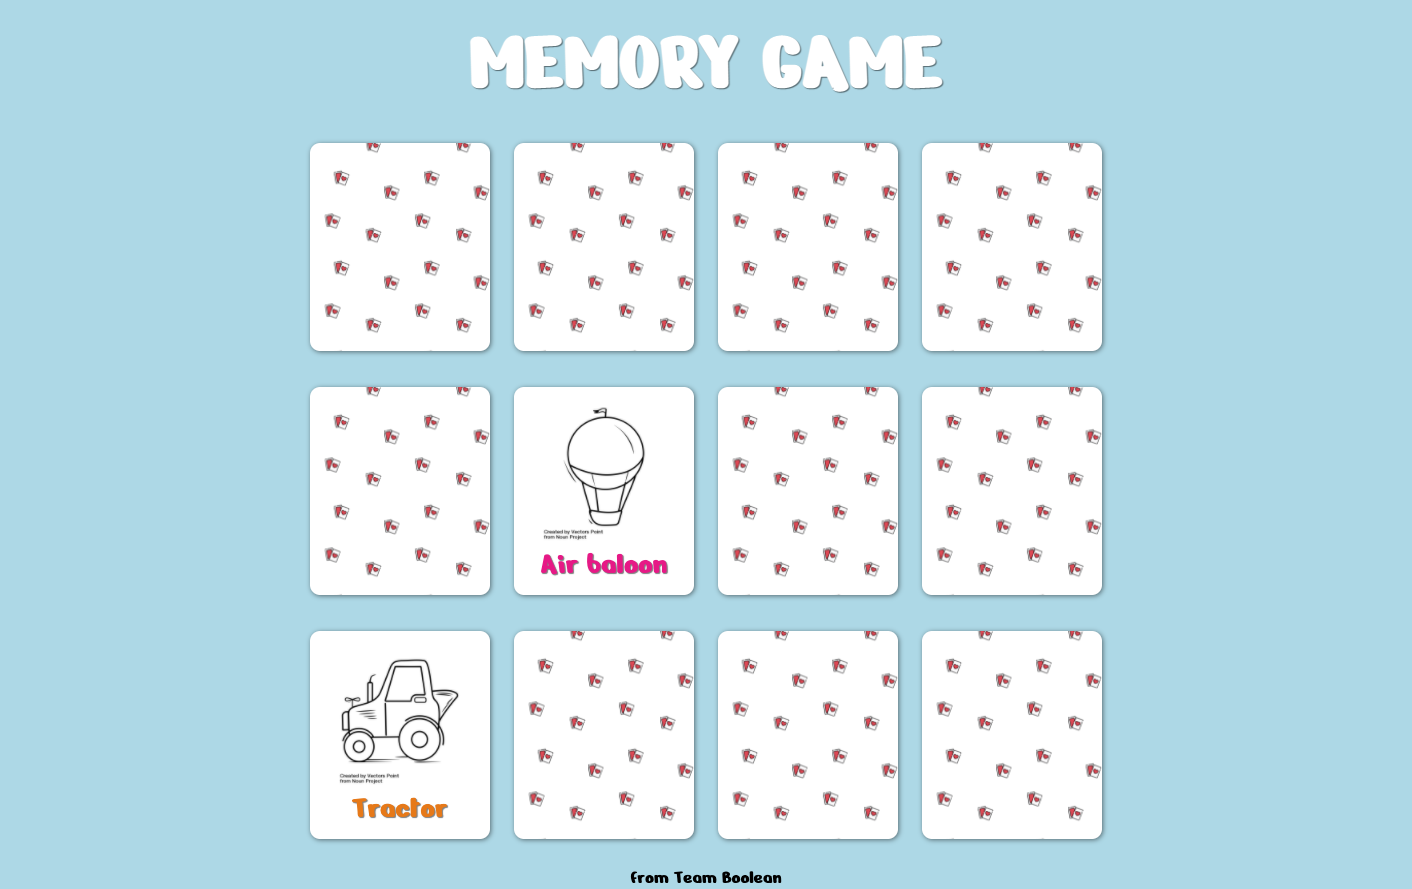 MEMORY GAME
Created by Vectors Point
from Noun Project
Air baloon
Created by Vectors Point
from Noun Project
Tractor
from Team Boolean